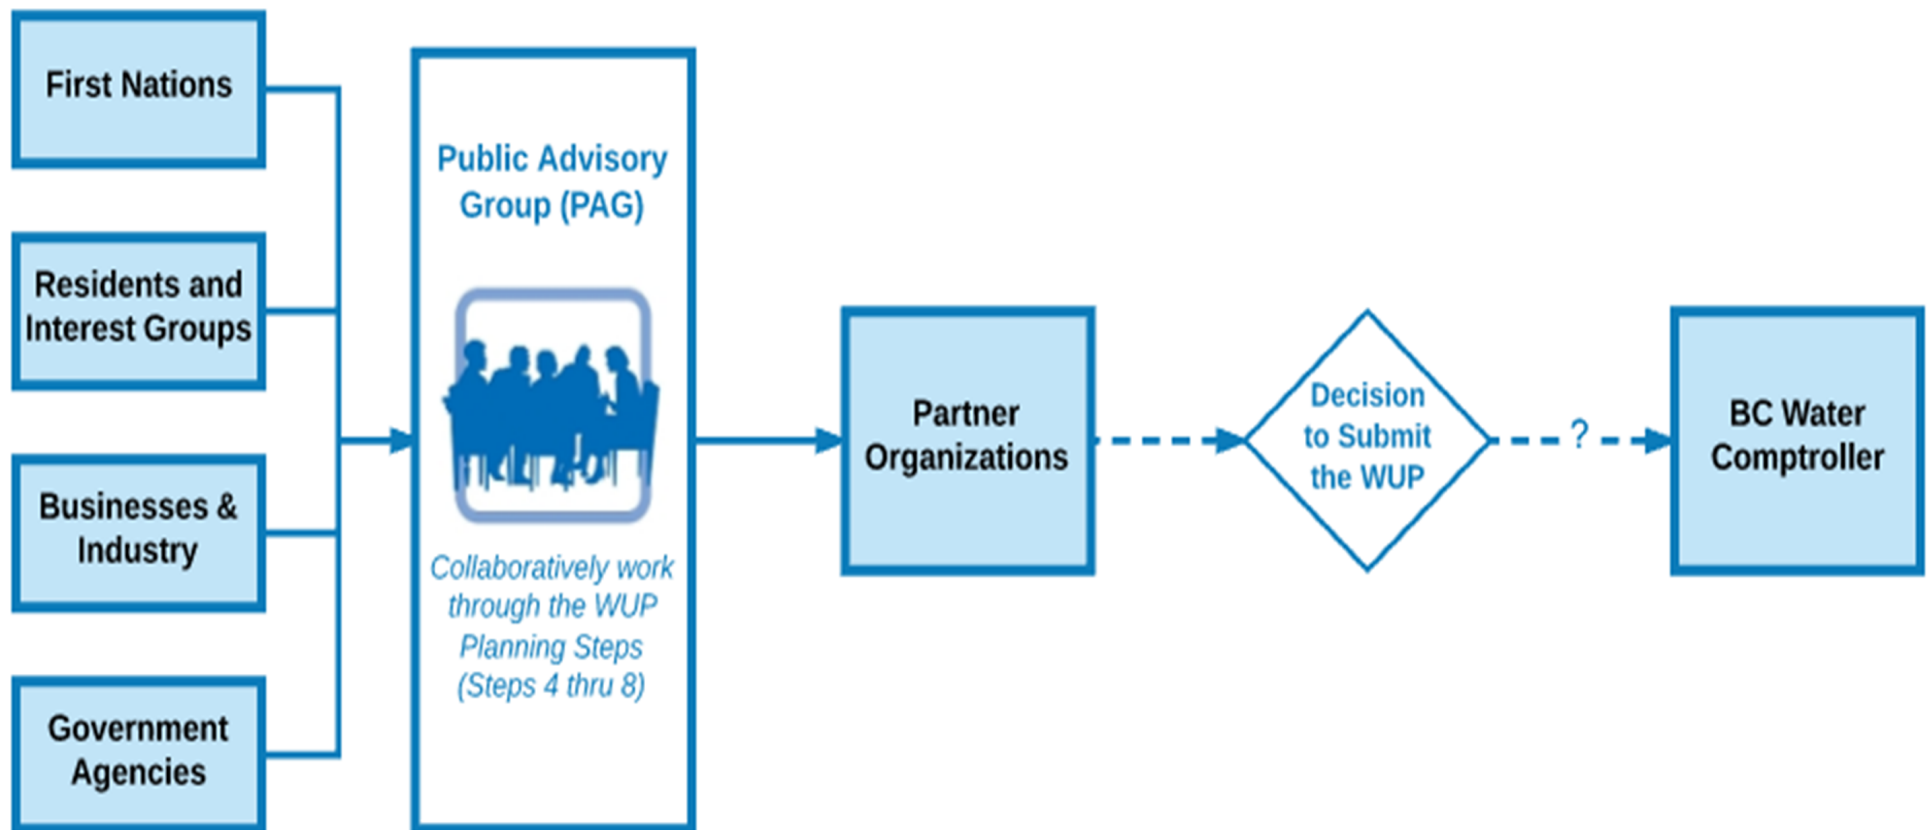 First Nations
Residents and
Interest Groups
Businesses &
Industry
Government
Agencies
Public Advisory
Group (PAG)
Collaboratively work
through the WUP
Planning Steps
(Steps 4 thru 8)
Partner
Organizations
Decision
to Submit
the WUP
?
BC Water
Comptroller